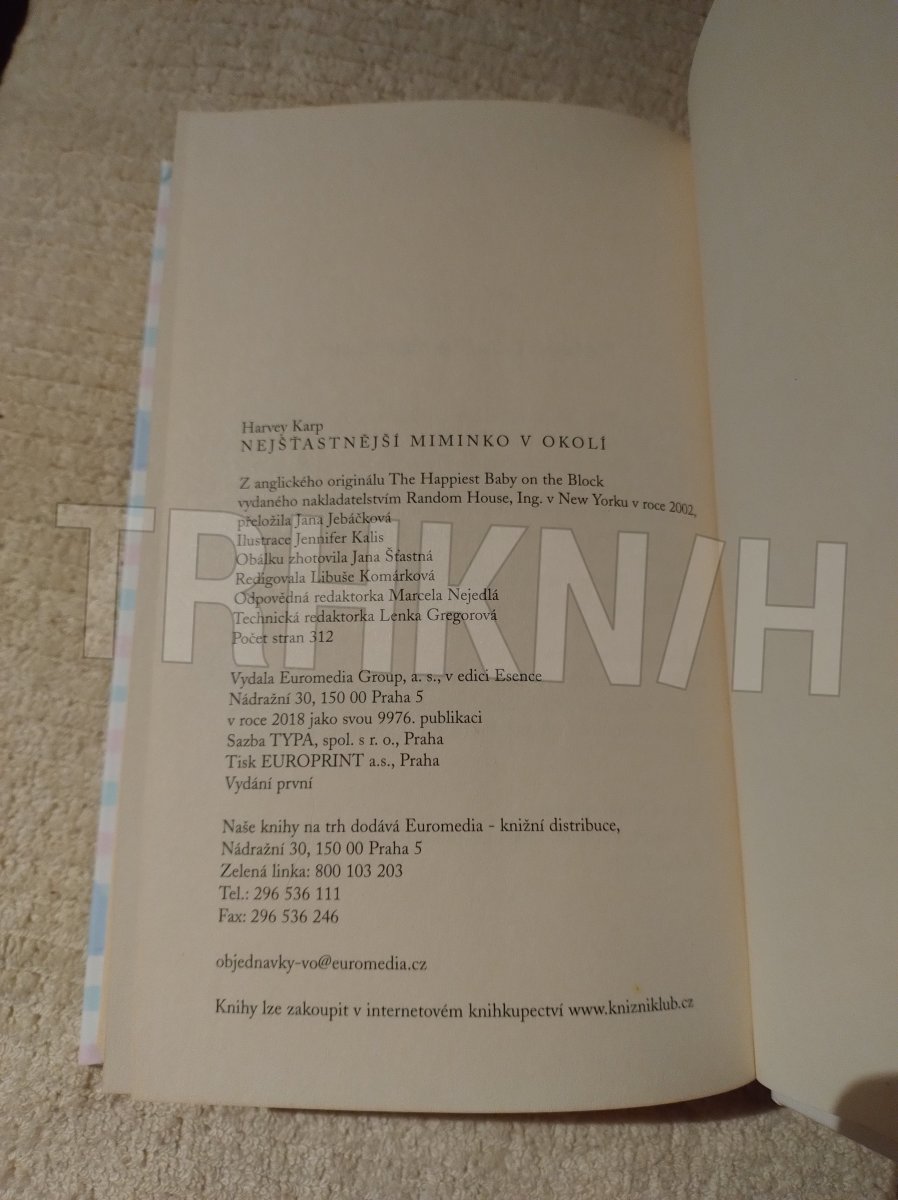 Harvey Karp
NEJŠŤASTNĚJŠÍ MIMINKO V OKOLÍ
Z anglického originálu The Happiest Baby on the Block
vydaného nakladatelstvím Random House, Ing. v New Yorku v roce 2002,
přeložila Jana Jebáčková
Ilustrace Jennifer Kalis
Obálku zhotovila Jana Šťastná
Redigovala Libuše Komárková
Odpovědná redaktorka Marcela Nejedlá
Technická redaktorka Lenka Gregorová
Počet stran 312
TRHKNIH
Vydala Euromedia Group, a. s., v edici Esence
Nádražní 30, 150 00 Praha 5
v roce 2018 jako svou 9976. publikaci
Sazba TYPA, spol. s r. o., Praha
Tisk EUROPRINT a.s., Praha
Vydání první
Naše knihy na trh dodává Euromedia - knižní distribuce,
Nádražní 30, 150 00 Praha 5
Zelená linka: 800 103 203
Tel.: 296 536 111
Fax: 296 536 246
objednavky-vo@euromedia.cz
Knihy lze zakoupit v internetovém knihkupectví www.knizniklub.cz